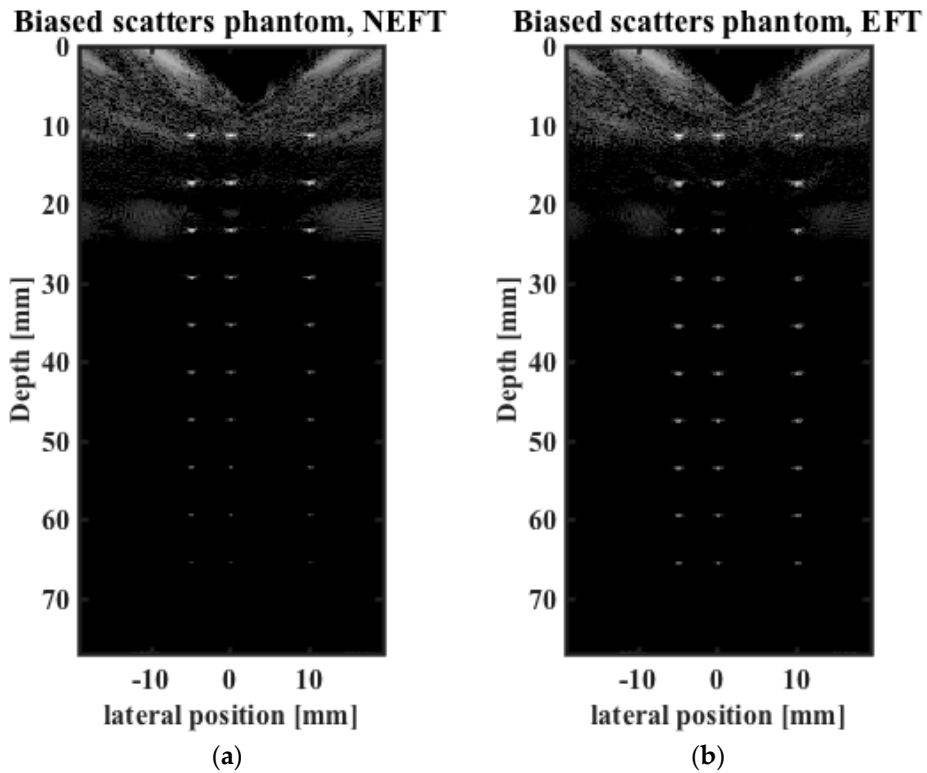 Biased scatters phantom, NEFT
0
10
20
30
40
50
60
70
Depth [mm]
-10 0 10
lateral position [mm]
(a)
Biased scatters phantom, EFT
0
10
20
30
40
50
60
70
Depth [mm]
-10 0 10
lateral position [mm]
(b)